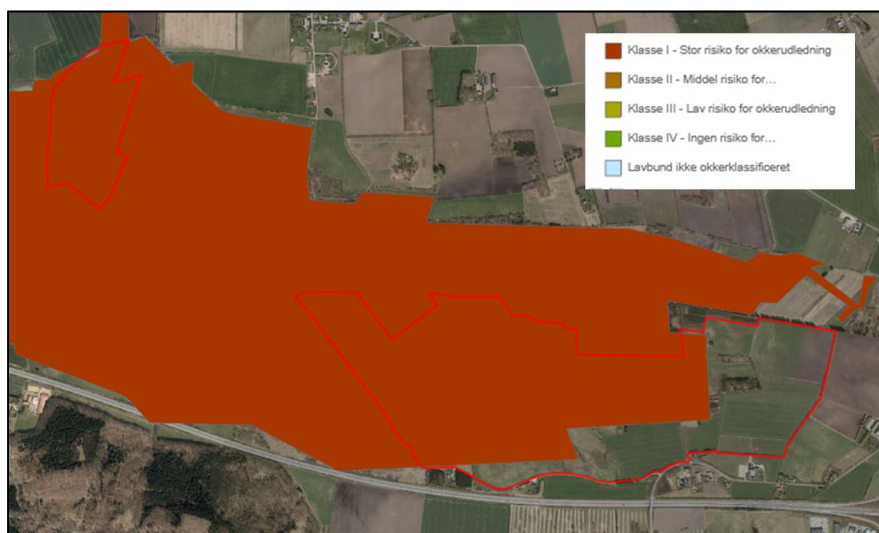 Klasse I - Stor risiko for okkerudledning
Klasse II - Middel risiko for...
Klasse III - Lav risiko for okkerudledning
Klasse IV - Ingen risiko for...
Lavbund ikke okkerklassificeret